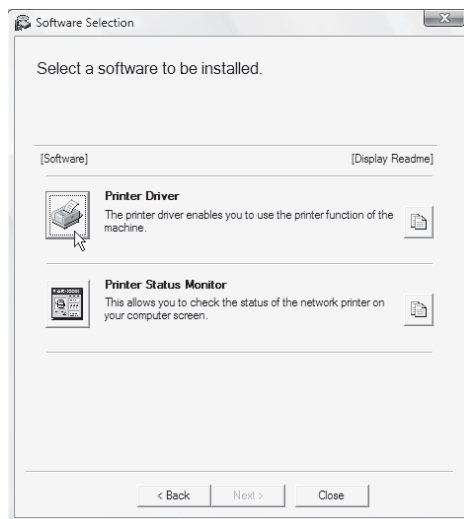 Software Selection
Select a software to be installed.
[Software] [Display Readme]
Printer Driver
The printer driver enables you to use the printer function of the
machine.
Printer Status Monitor
This allows you to check the status of the network printer on
your computer screen.
< Back Next > Close